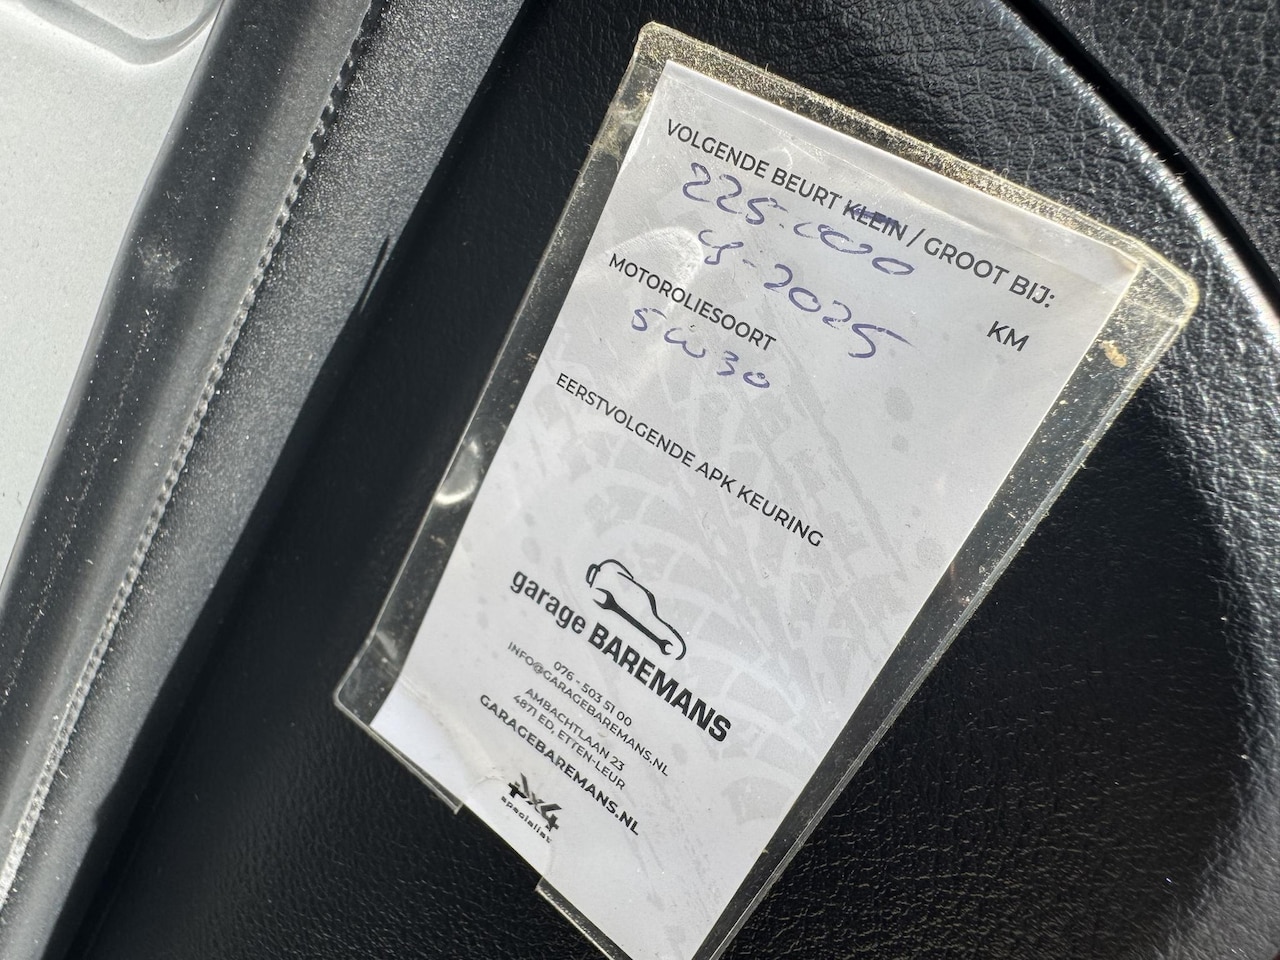 VOLGENDE BEURT KLEIN / GROOT BIJ:
225.000 KM
-2025
MOTOROLIESOORT
5W30
EERSTVOLGENDE APK KEURING
garage BAREMANS
076 - 503 51 00
INFO@GARAGEBAREMANS.NL
AMBACHTLAAN 23
4871 ED, ETTEN-LEUR
GARAGEBAREMANS.NL
4X4
specialist